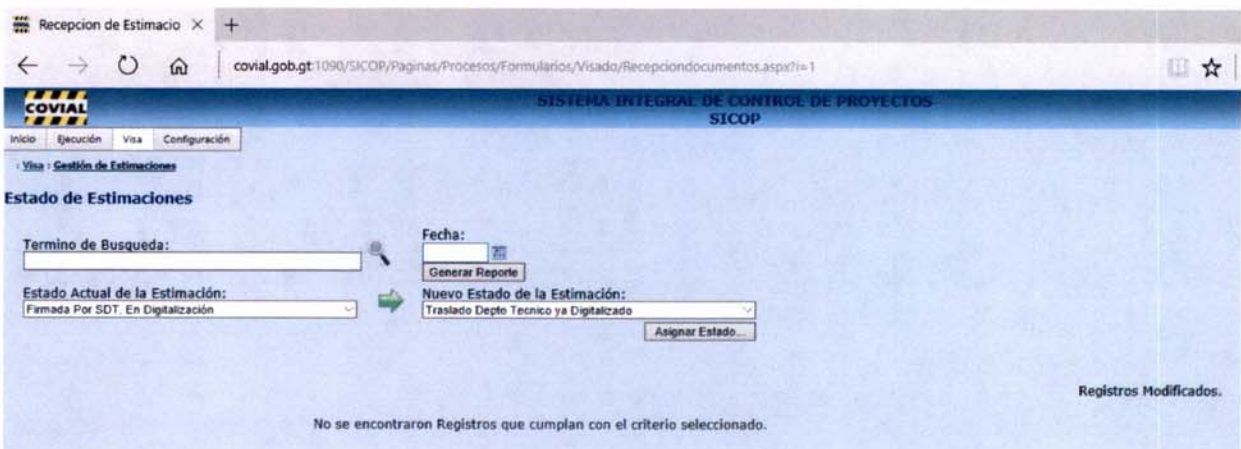 Recepcion de Estimacio
covial.gob.gt:1090/SICOP/Paginas/Procesos/Formularios/Visado/Recepciondocumentos.aspx?i=1
COVIAL
SISTEMA INTEGRAL DE CONTROL DE PROYECTOS
SICOP
Inicio Ejecución Visa Configuración
: Visa : Gestión de Estimaciones
Estado de Estimaciones
Termino de Busqueda:
Fecha:
Generar Reporte
Estado Actual de la Estimación:
Nuevo Estado de la Estimación:
Firmada Por SDT, En Digitalización
Traslado Depto Tecnico ya Digitalizado
Asignar Estado...
Registros Modificados.
No se encontraron Registros que cumplan con el criterio seleccionado.